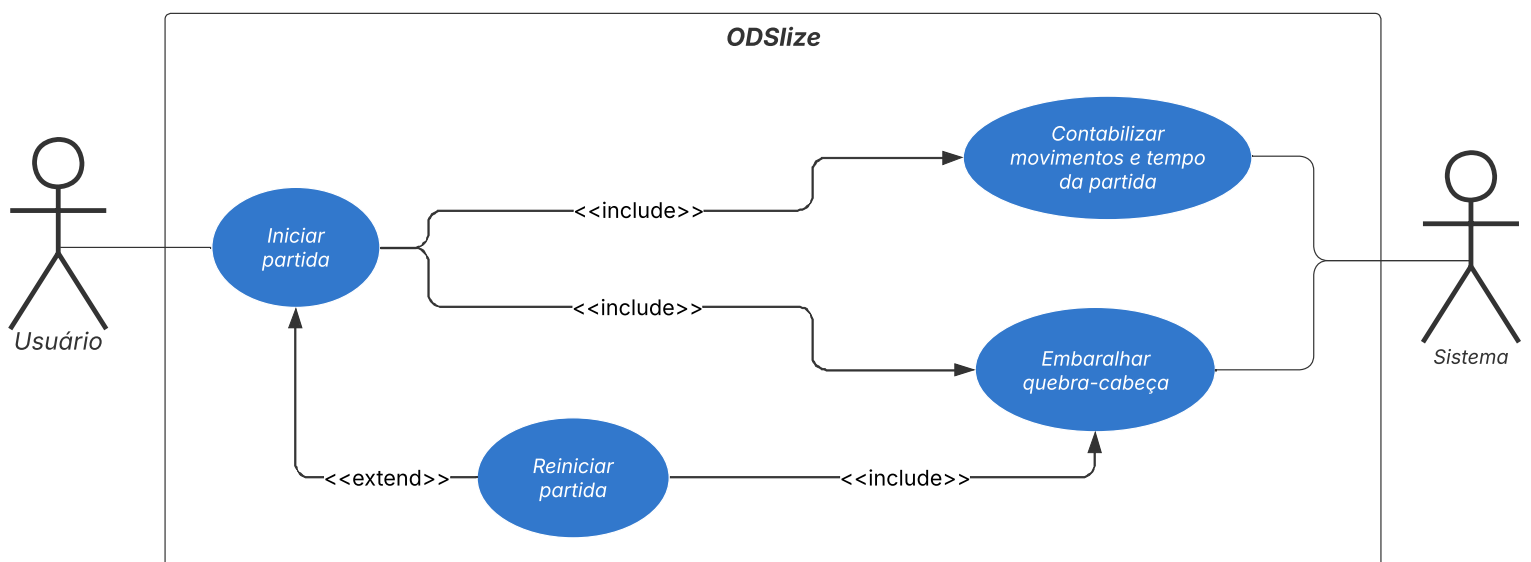 ODSlize
Contabilizar
movimentos e tempo
da partida
<<include>>
Iniciar
partida
<<include>>
Usuário
Embaralhar
quebra-cabeça
Sistema
Reiniciar
partida
<<extend>>
<<include>>